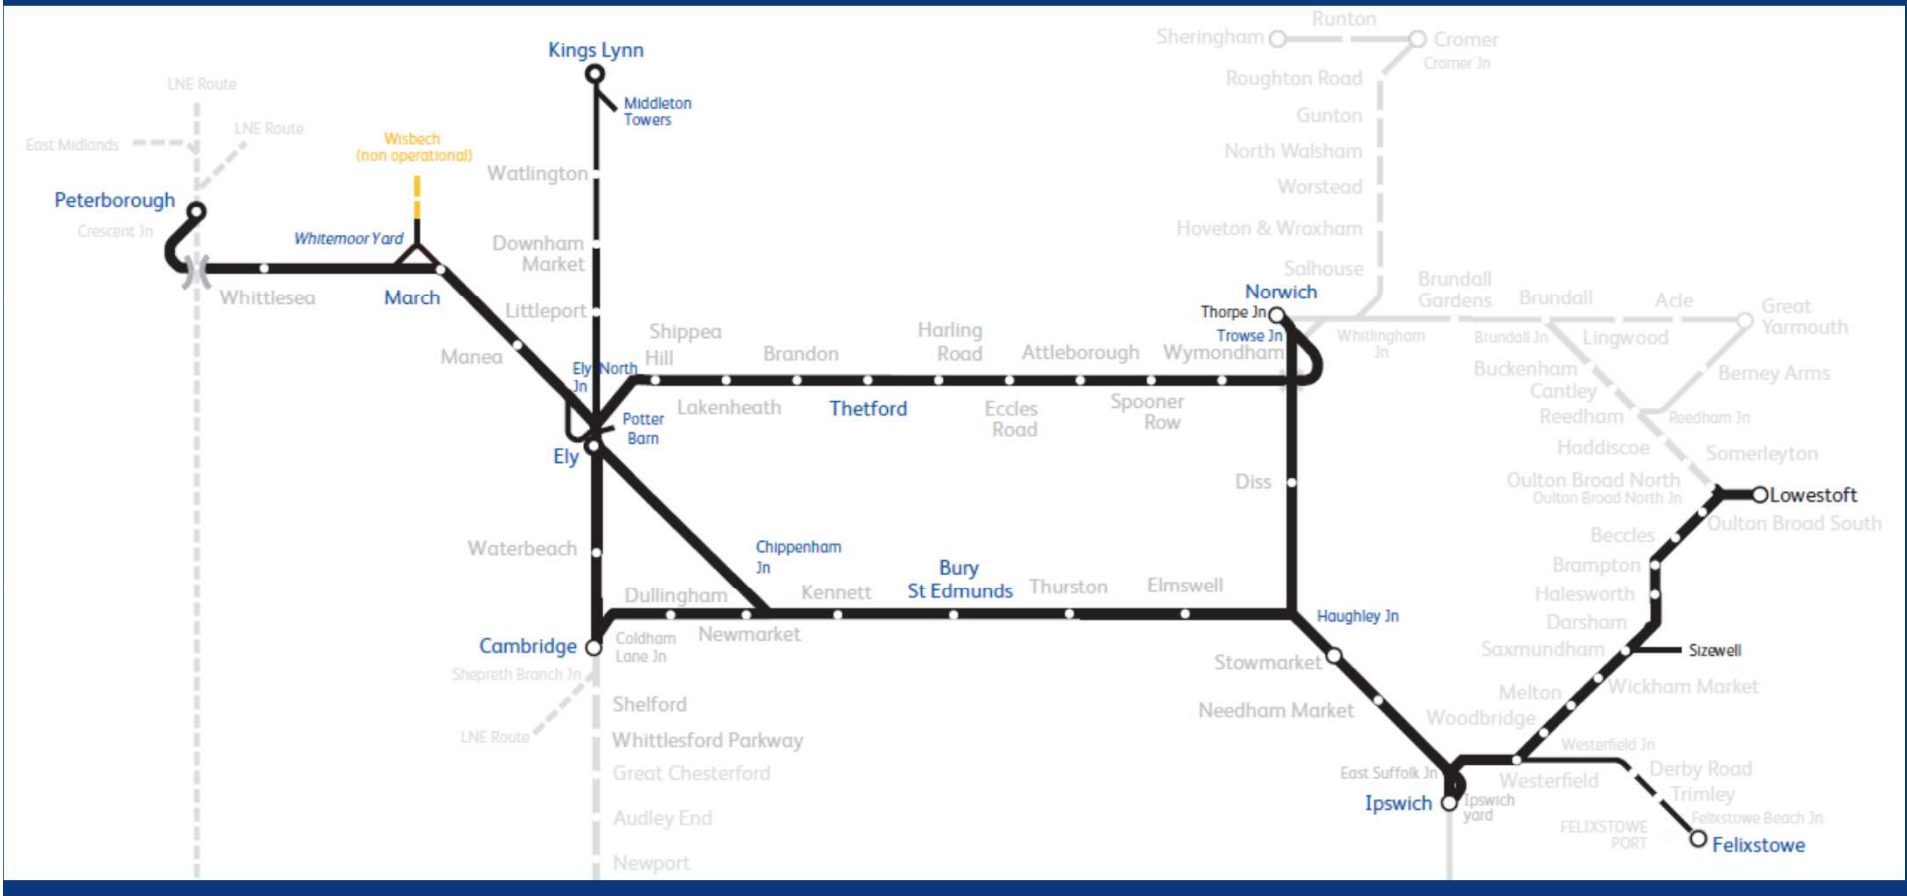 Runton
Sheringham
Cromer
Cromer Jn
Kings Lynn
Roughton Road
LNE Route
Middleton
Towers
Gunton
LNE Route
East Midlands
Wisbech
(non operational)
North Walsham
Watlington
Worstead
Peterborough
Crescent Jn
Whitemoor Yard
Hoveton & Wroxham
Downham
Market
Salhouse
Brundall
Gardens
Brundall
Acle
Great
Yarmouth
Whittlesea
March
Norwich
Thorpe Jn
Littleport
Trowse Jn
Whitlingham
Jn
Brundall Jn
Lingwood
Shippea
Hill
Harling
Road
Manea
Brandon
Attleborough
Wymondham
Ely North
Jn
Buckenham
Berney Arms
Cantley
Lakenheath
Thetford
Eccles
Road
Spooner
Row
Reedham
Reedham Jn
Potter
Barn
Ely
Haddiscoe
Somerleyton
Diss
Oulton Broad North
Oulton Broad North Jn
Lowestoft
Oulton Broad South
Beccles
Waterbeach
Chippenham
Jn
Brampton
Bury
St Edmunds
Dullingham
Kennett
Thurston
Elmswell
Halesworth
Haughley Jn
Darsham
Newmarket
Cambridge
Coldham
Lane Jn
Saxmundham
Sizewell
Stowmarket
Shepreth Branch Jn
Wickham Market
Melton
Shelford
Needham Market
Woodbridge
LNE Route
Whittlesford Parkway
Westerfield Jn
Great Chesterford
East Suffolk Jn
Westerfield
Derby Road
Trimley
Ipswich
Ipswich
yard
Audley End
Felixstowe Beach Jn
FELIXSTOWE
PORT
Felixstowe
Newport